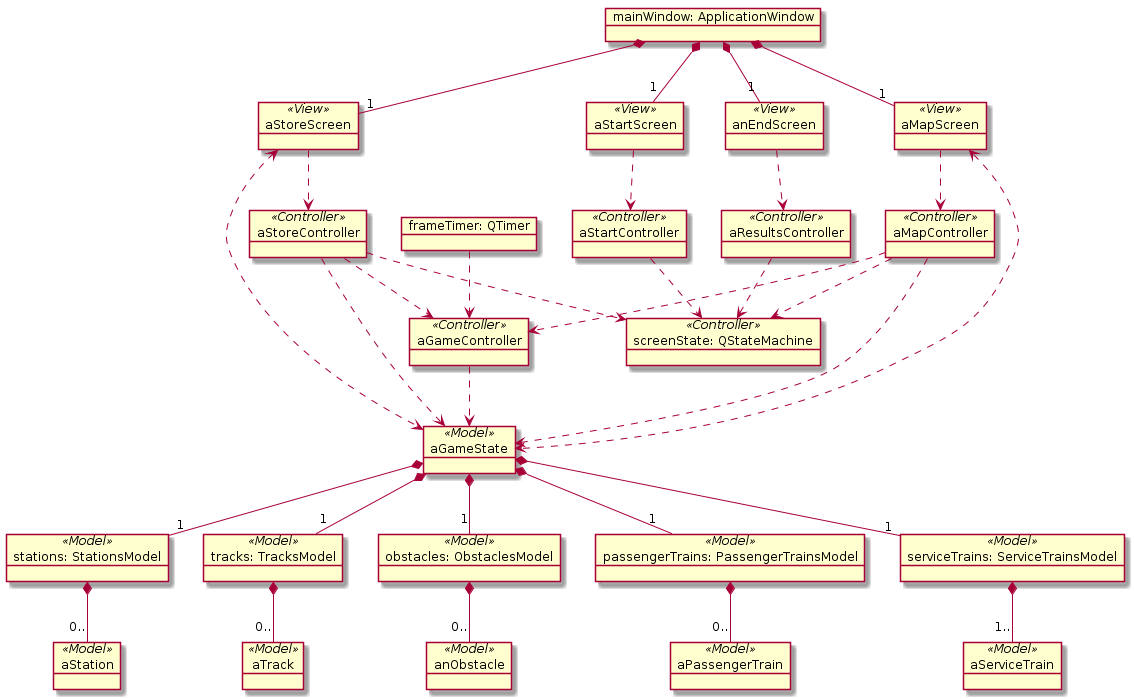 mainWindow: ApplicationWindow
1
1
1
1
«View»
aStoreScreen
«View»
aStartScreen
«View»
anEndScreen
«View»
aMapScreen
«Controller»
aStoreController
frameTimer: QTimer
«Controller»
aStartController
«Controller»
aResultsController
«Controller»
aMapController
«Controller»
aGameController
«Controller»
screenState: QStateMachine
«Model»
aGameState
1
1
1
1
1
«Model»
stations: StationsModel
«Model»
tracks: TracksModel
«Model»
obstacles: ObstaclesModel
«Model»
passengerTrains: PassengerTrainsModel
«Model»
serviceTrains: ServiceTrainsModel
0..
0..
0..
0..
1..
«Model»
aStation
«Model»
aTrack
«Model»
anObstacle
«Model»
aPassengerTrain
«Model»
aServiceTrain